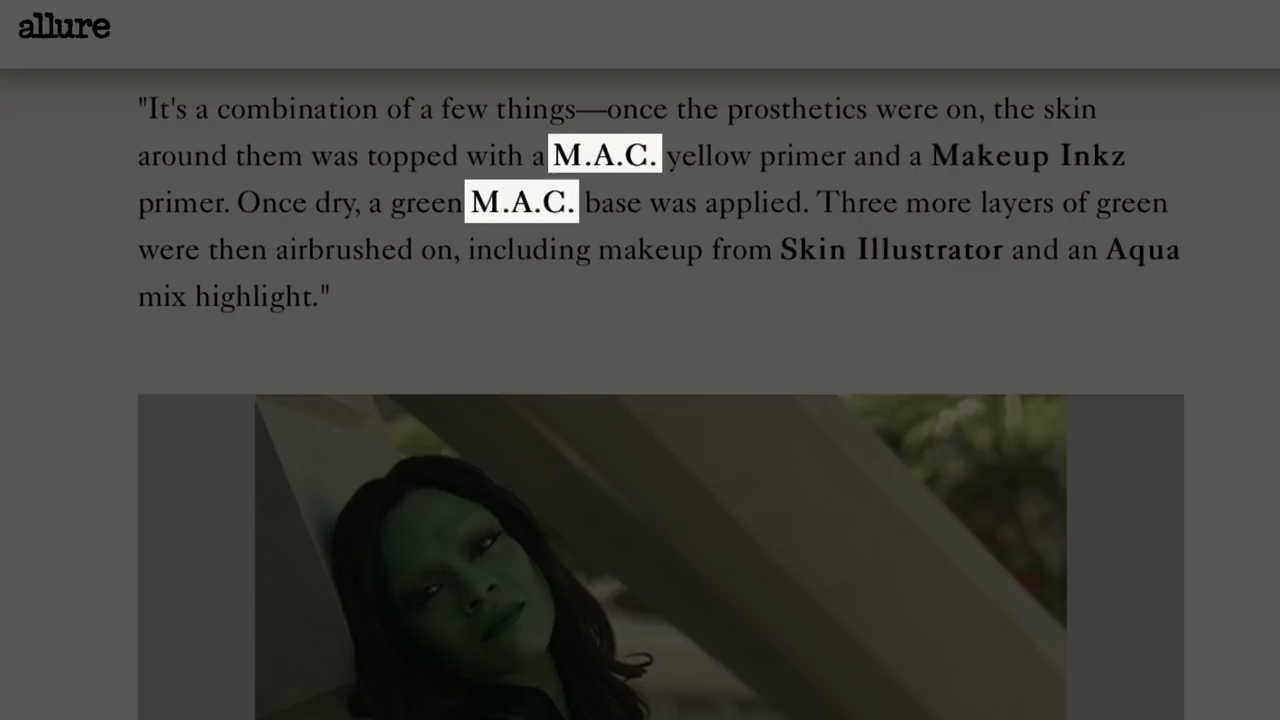 allure
"It's a combination of a few things—once the prosthetics were on, the skin
around them was topped with a M.A.C. yellow primer and a Makeup Inkz
primer. Once dry, a green M.A.C. base was applied. Three more layers of green
were then airbrushed on, including makeup from Skin Illustrator and an Aqua
mix highlight."